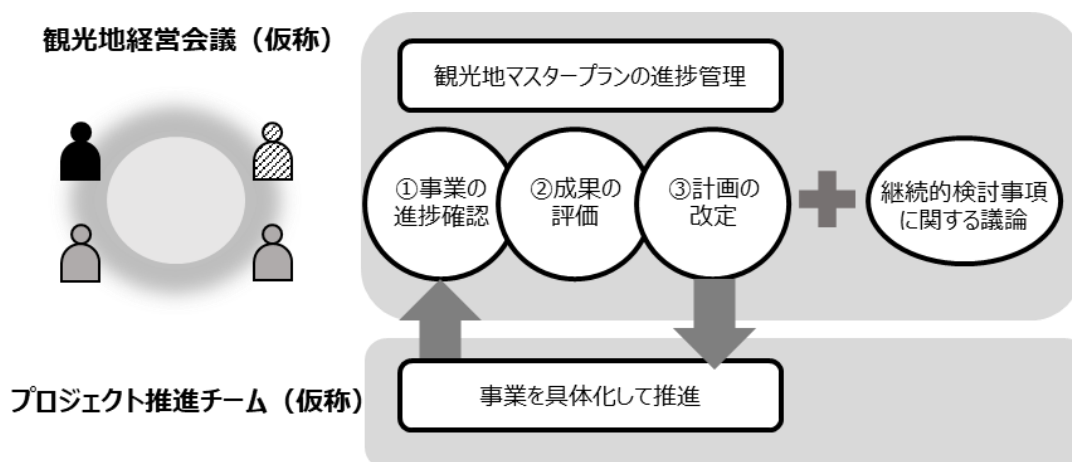 観光地経営会議（仮称）
観光地マスタープランの進捗管理
①事業の
進捗確認
②成果の
評価
③計画の
改定
継続的検討事項
に関する議論
プロジェクト推進チーム（仮称）
事業を具体化して推進